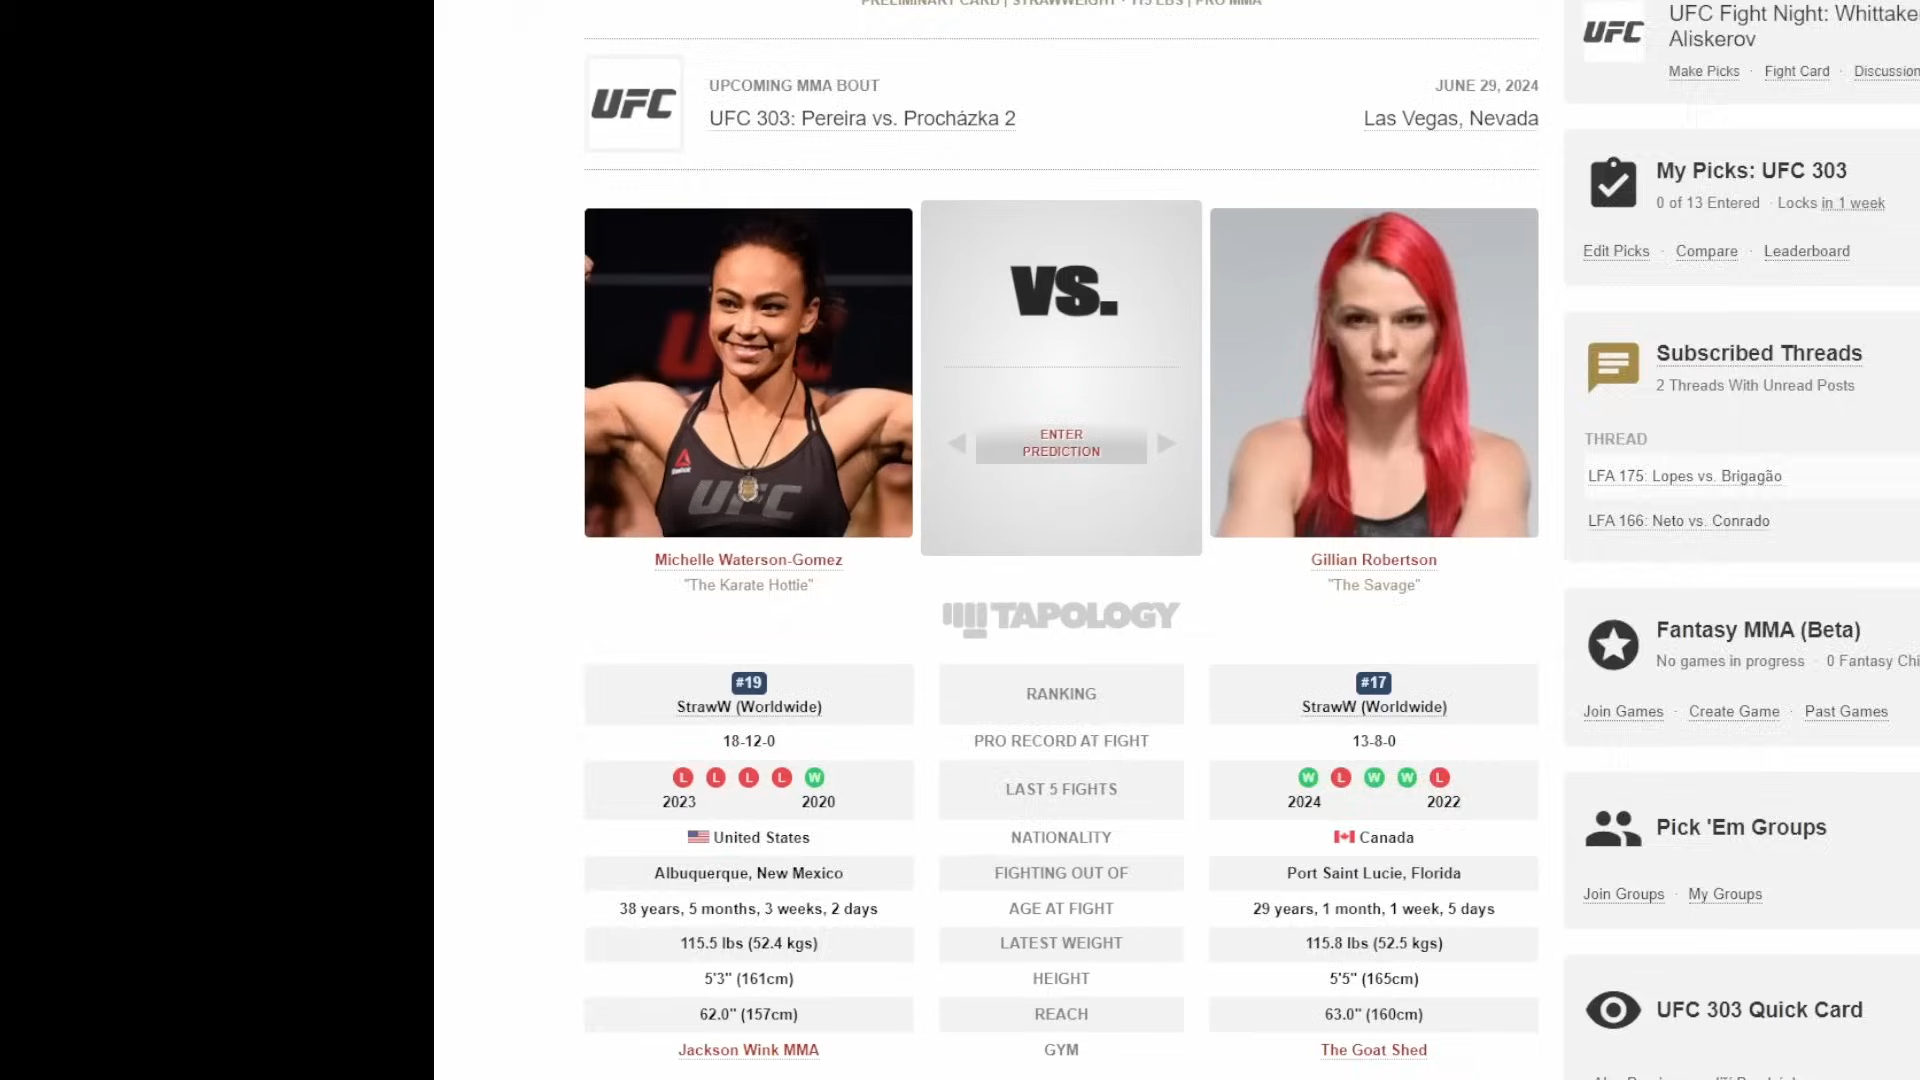 PRELIMINARY CARD | STRAWWEIGHT · 115 LBS | PRO MMA
UFC
UPCOMING MMA BOUT
UFC 303: Pereira vs. Procházka 2
JUNE 29, 2024
Las Vegas, Nevada
UFC
Reebok
UFC
VS.
ENTER
PREDICTION
Michelle Waterson-Gomez
"The Karate Hottie"
Gillian Robertson
"The Savage"
TAPOLOGY
#19
StrawW (Worldwide)
RANKING
#17
StrawW (Worldwide)
18-12-0
PRO RECORD AT FIGHT
13-8-0
L L L L W
2023 2020
LAST 5 FIGHTS
W L W W L
2024 2022
United States
NATIONALITY
Canada
Albuquerque, New Mexico
FIGHTING OUT OF
Port Saint Lucie, Florida
38 years, 5 months, 3 weeks, 2 days
AGE AT FIGHT
29 years, 1 month, 1 week, 5 days
115.5 lbs (52.4 kgs)
LATEST WEIGHT
115.8 lbs (52.5 kgs)
5'3" (161cm)
HEIGHT
5'5" (165cm)
62.0" (157cm)
REACH
63.0" (160cm)
Jackson Wink MMA
GYM
The Goat Shed
UFC
UFC Fight Night: Whittake
Aliskerov
Make Picks · Fight Card · Discussion
My Picks: UFC 303
0 of 13 Entered · Locks in 1 week
Edit Picks · Compare · Leaderboard
Subscribed Threads
2 Threads With Unread Posts
THREAD
LFA 175: Lopes vs. Brigagão
LFA 166: Neto vs. Conrado
Fantasy MMA (Beta)
No games in progress · 0 Fantasy Chi
Join Games · Create Game · Past Games
Pick 'Em Groups
Join Groups · My Groups
UFC 303 Quick Card